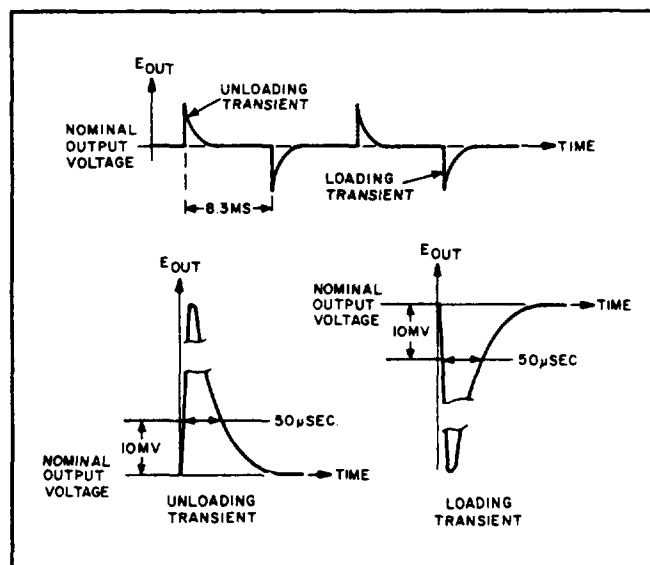 EOUT
UNLOADING
TRANSIENT
NOMINAL
OUTPUT
VOLTAGE
TIME
LOADING
TRANSIENT
8.3MS
EOUT
10MV
50µSEC.
NOMINAL
OUTPUT
VOLTAGE
TIME
UNLOADING
TRANSIENT
EOUT
NOMINAL
OUTPUT
VOLTAGE
TIME
10MV
50µSEC
LOADING
TRANSIENT